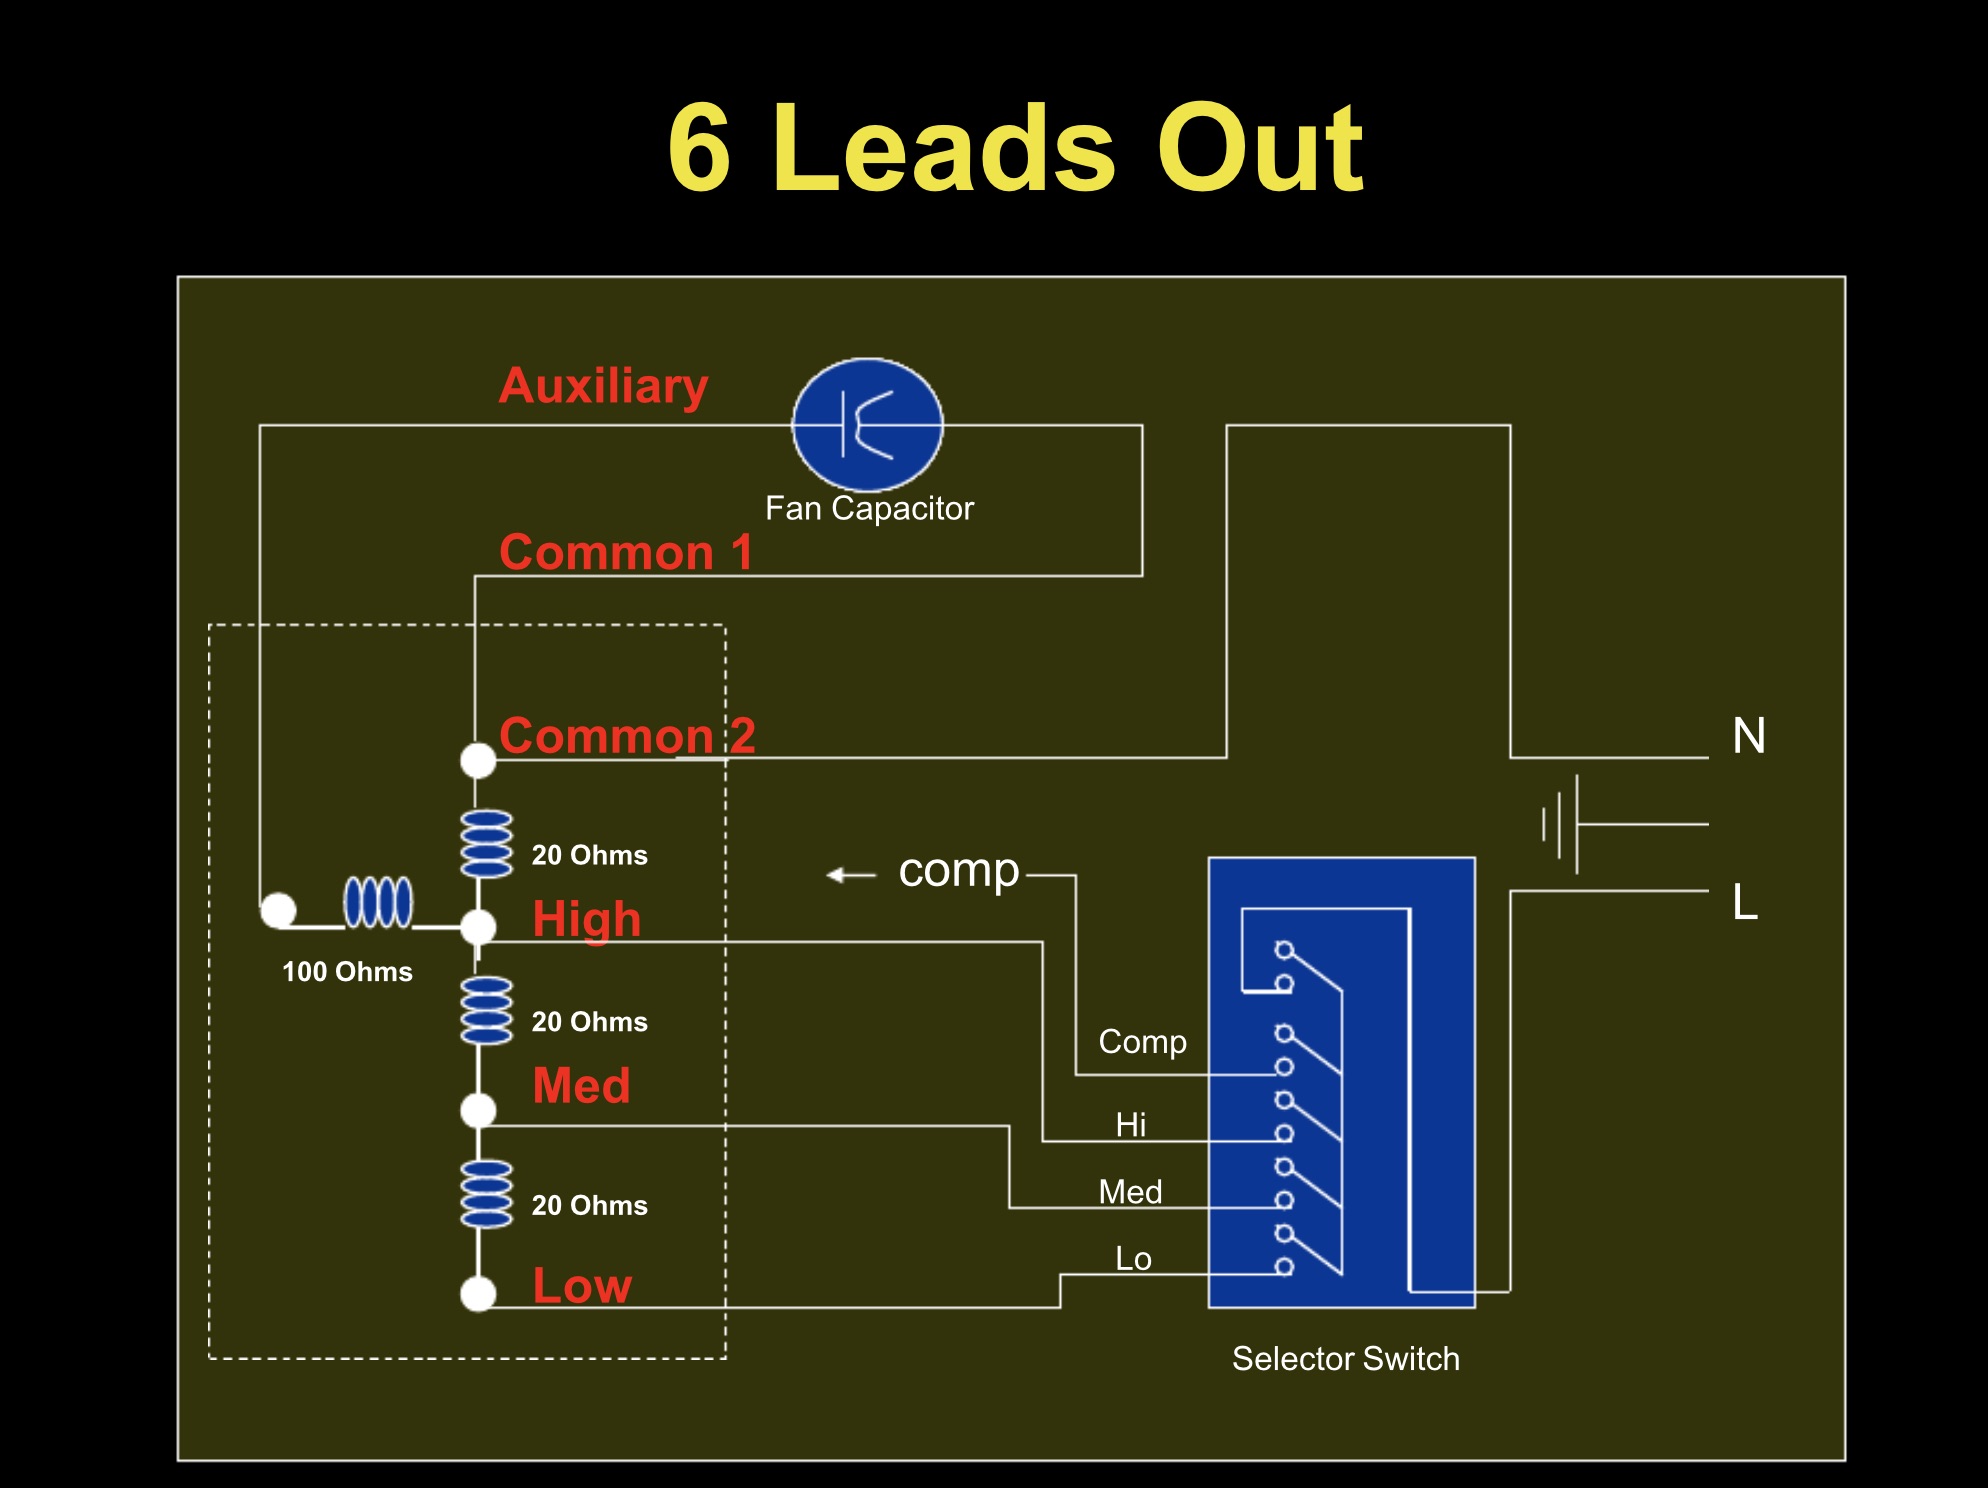 6 Leads Out
Auxiliary
Fan Capacitor
Common 1
Common 2
N
20 Ohms
comp
High
L
100 Ohms
20 Ohms
Comp
Med
Hi
Med
20 Ohms
Lo
Low
Selector Switch